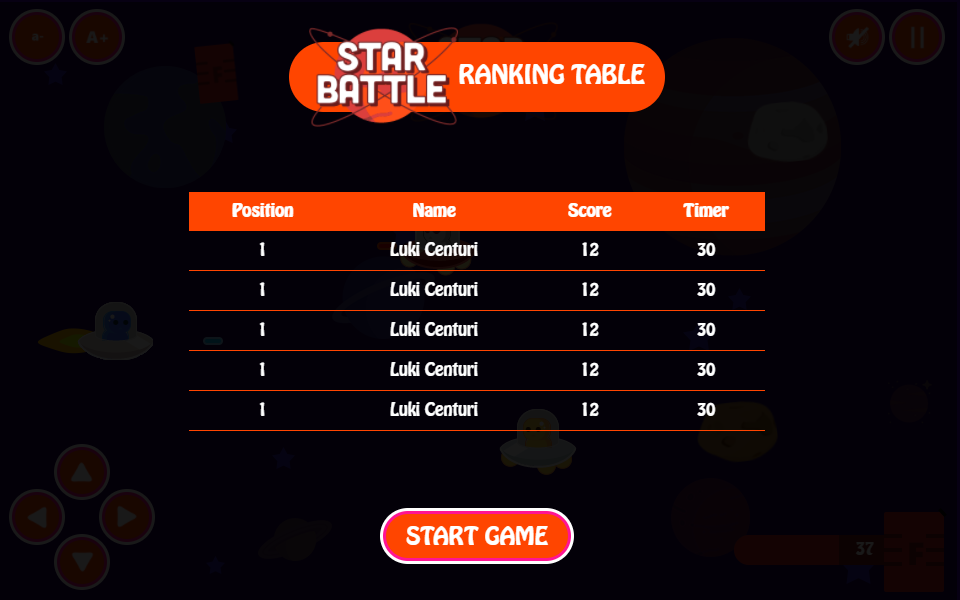 a-
A+
STAR
BATTLE
RANKING TABLE
Position Name Score Timer
1 Luki Centuri 12 30
1 Luki Centuri 12 30
1 Luki Centuri 12 30
1 Luki Centuri 12 30
1 Luki Centuri 12 30
START GAME
37